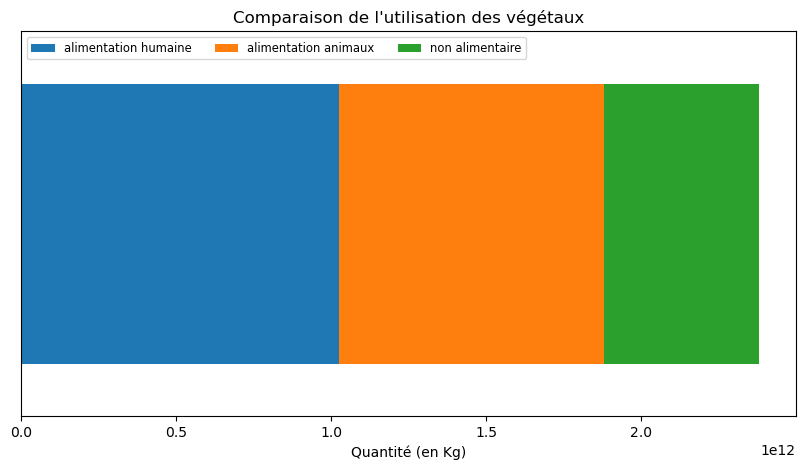 Comparaison de l'utilisation des végétaux
alimentation humaine alimentation animaux non alimentaire
0.0 0.5 1.0 1.5 2.0
1e12
Quantité (en Kg)